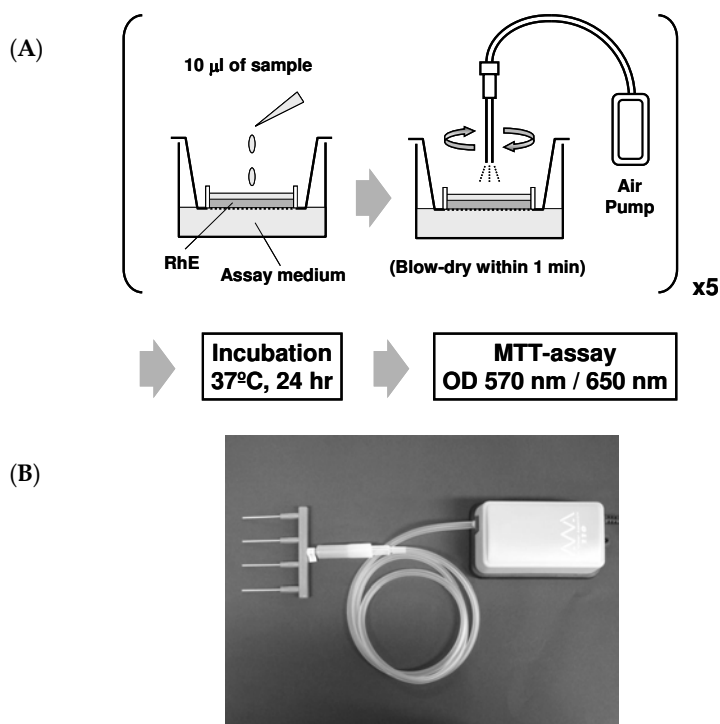 (A)
10 µl of sample
RhE
Assay medium
(Blow-dry within 1 min)
Air
Pump
x5
Incubation
37ºC, 24 hr
MTT-assay
OD 570 nm / 650 nm
(B)